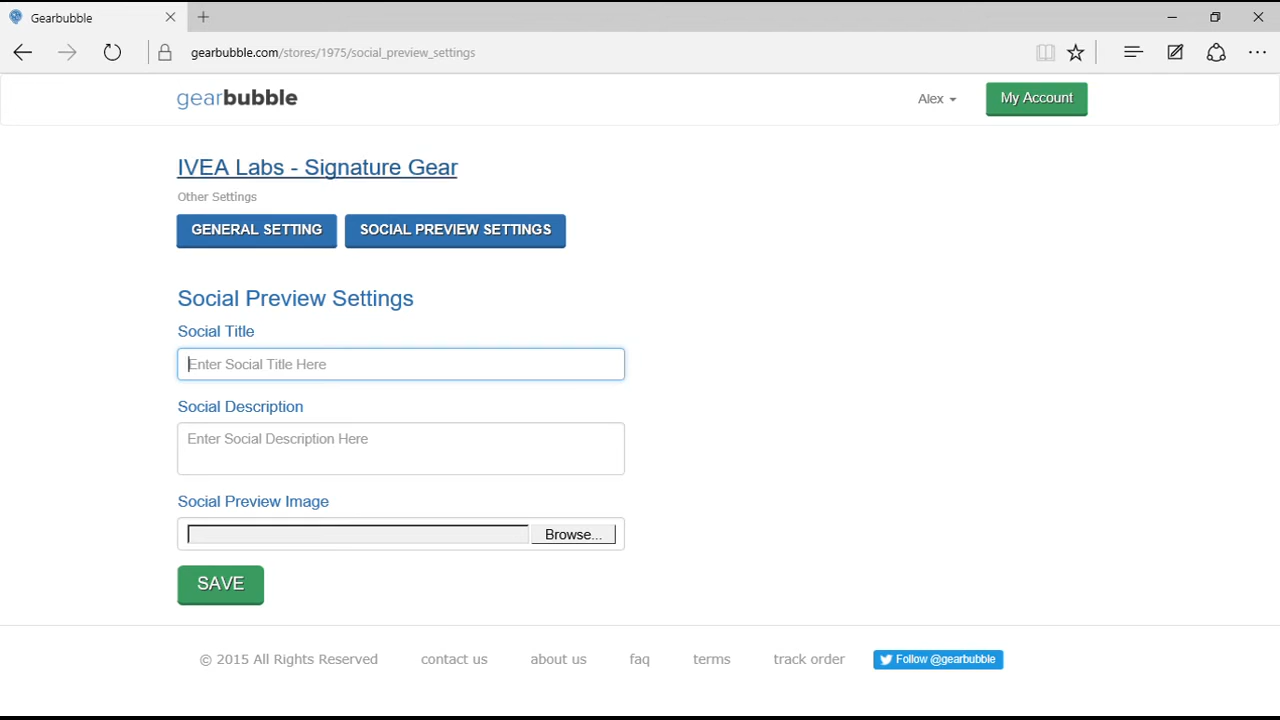 Gearbubble
gearbubble.com/stores/1975/social_preview_settings
gearbubble
Alex
My Account
IVEA Labs - Signature Gear
Other Settings
GENERAL SETTING
SOCIAL PREVIEW SETTINGS
Social Preview Settings
Social Title
Enter Social Title Here
Social Description
Enter Social Description Here
Social Preview Image
Browse...
SAVE
© 2015 All Rights Reserved
contact us
about us
faq
terms
track order
Follow @gearbubble